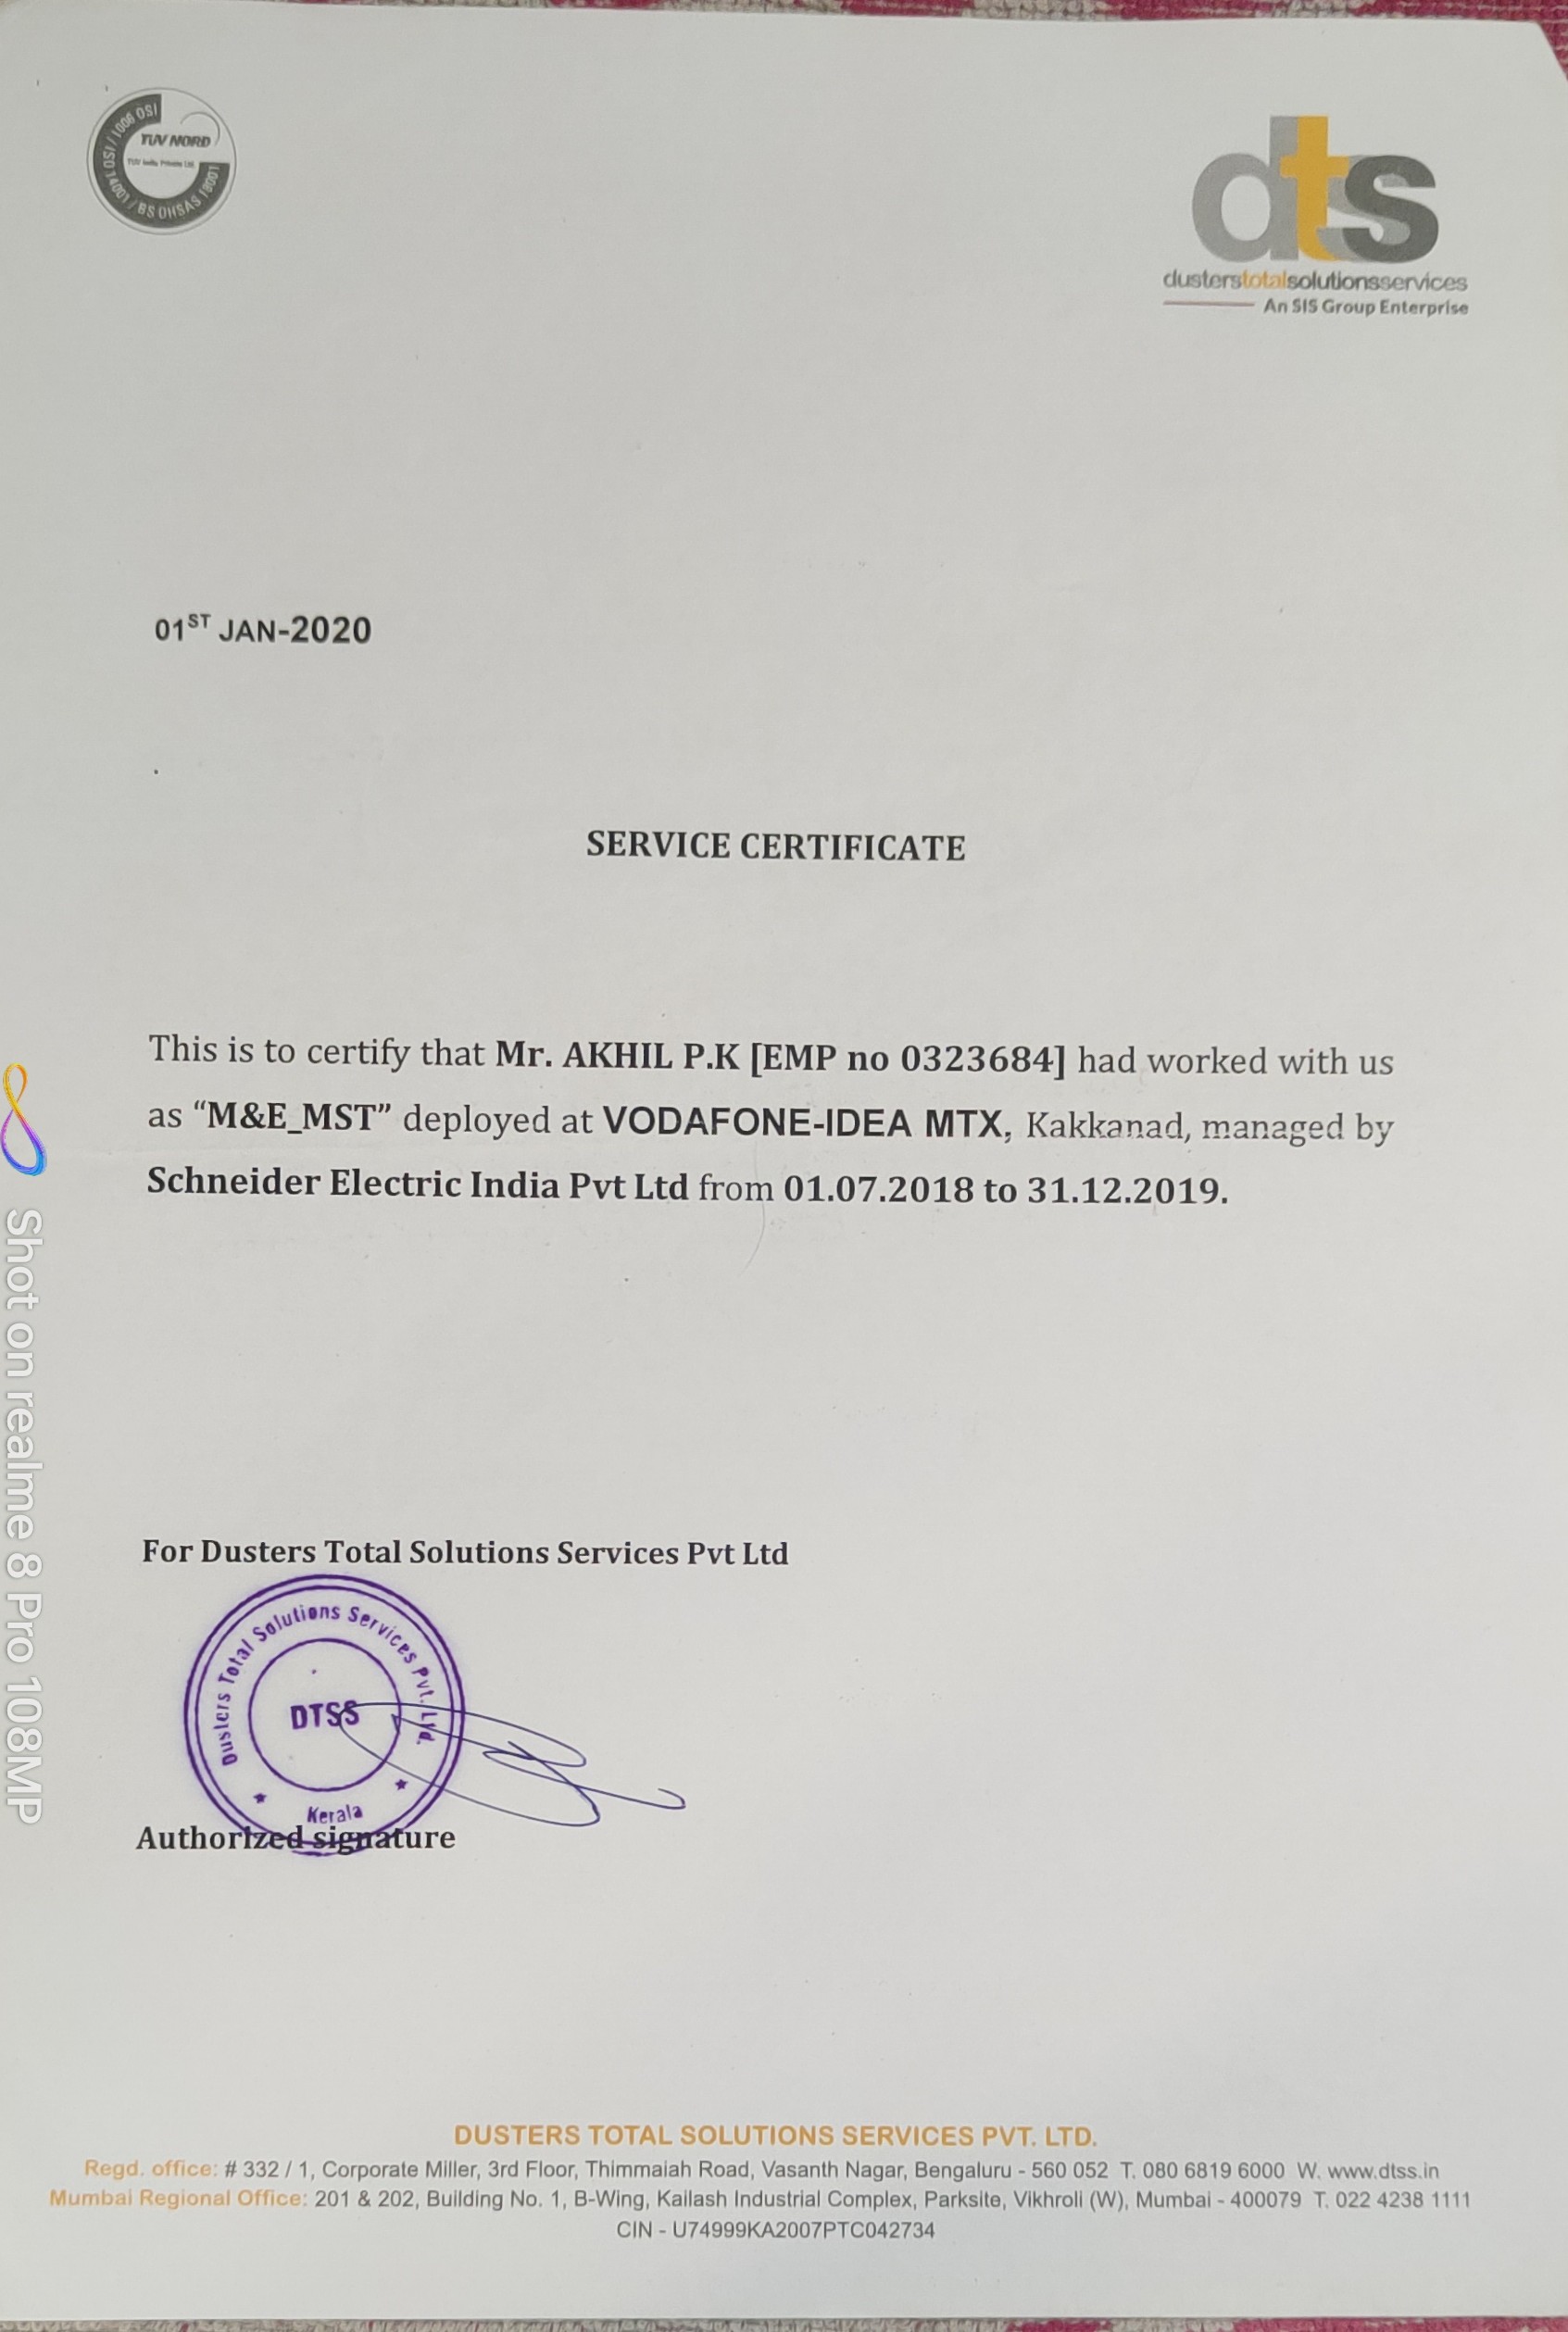 ISO 9001 / ISO 14001 / BS OHSAS 18001
TUV NORD
TUV India Private Ltd.
dts
dusterstotalsolutionsservices
An SIS Group Enterprise
01ST JAN-2020
SERVICE CERTIFICATE
This is to certify that Mr. AKHIL P.K [EMP no 0323684] had worked with us
as “M&E_MST” deployed at VODAFONE-IDEA MTX, Kakkanad, managed by
Schneider Electric India Pvt Ltd from 01.07.2018 to 31.12.2019.
For Dusters Total Solutions Services Pvt Ltd
Dusters Total Solutions Services Pvt. Ltd.
DTSS
Kerala
Authorized signature
DUSTERS TOTAL SOLUTIONS SERVICES PVT. LTD.
Regd. office: # 332 / 1, Corporate Miller, 3rd Floor, Thimmaiah Road, Vasanth Nagar, Bengaluru - 560 052 T. 080 6819 6000 W. www.dtss.in
Mumbai Regional Office: 201 & 202, Building No. 1, B-Wing, Kailash Industrial Complex, Parksite, Vikhroli (W), Mumbai - 400079 T. 022 4238 1111
CIN - U74999KA2007PTC042734
Shot on realme 8 Pro 108MP